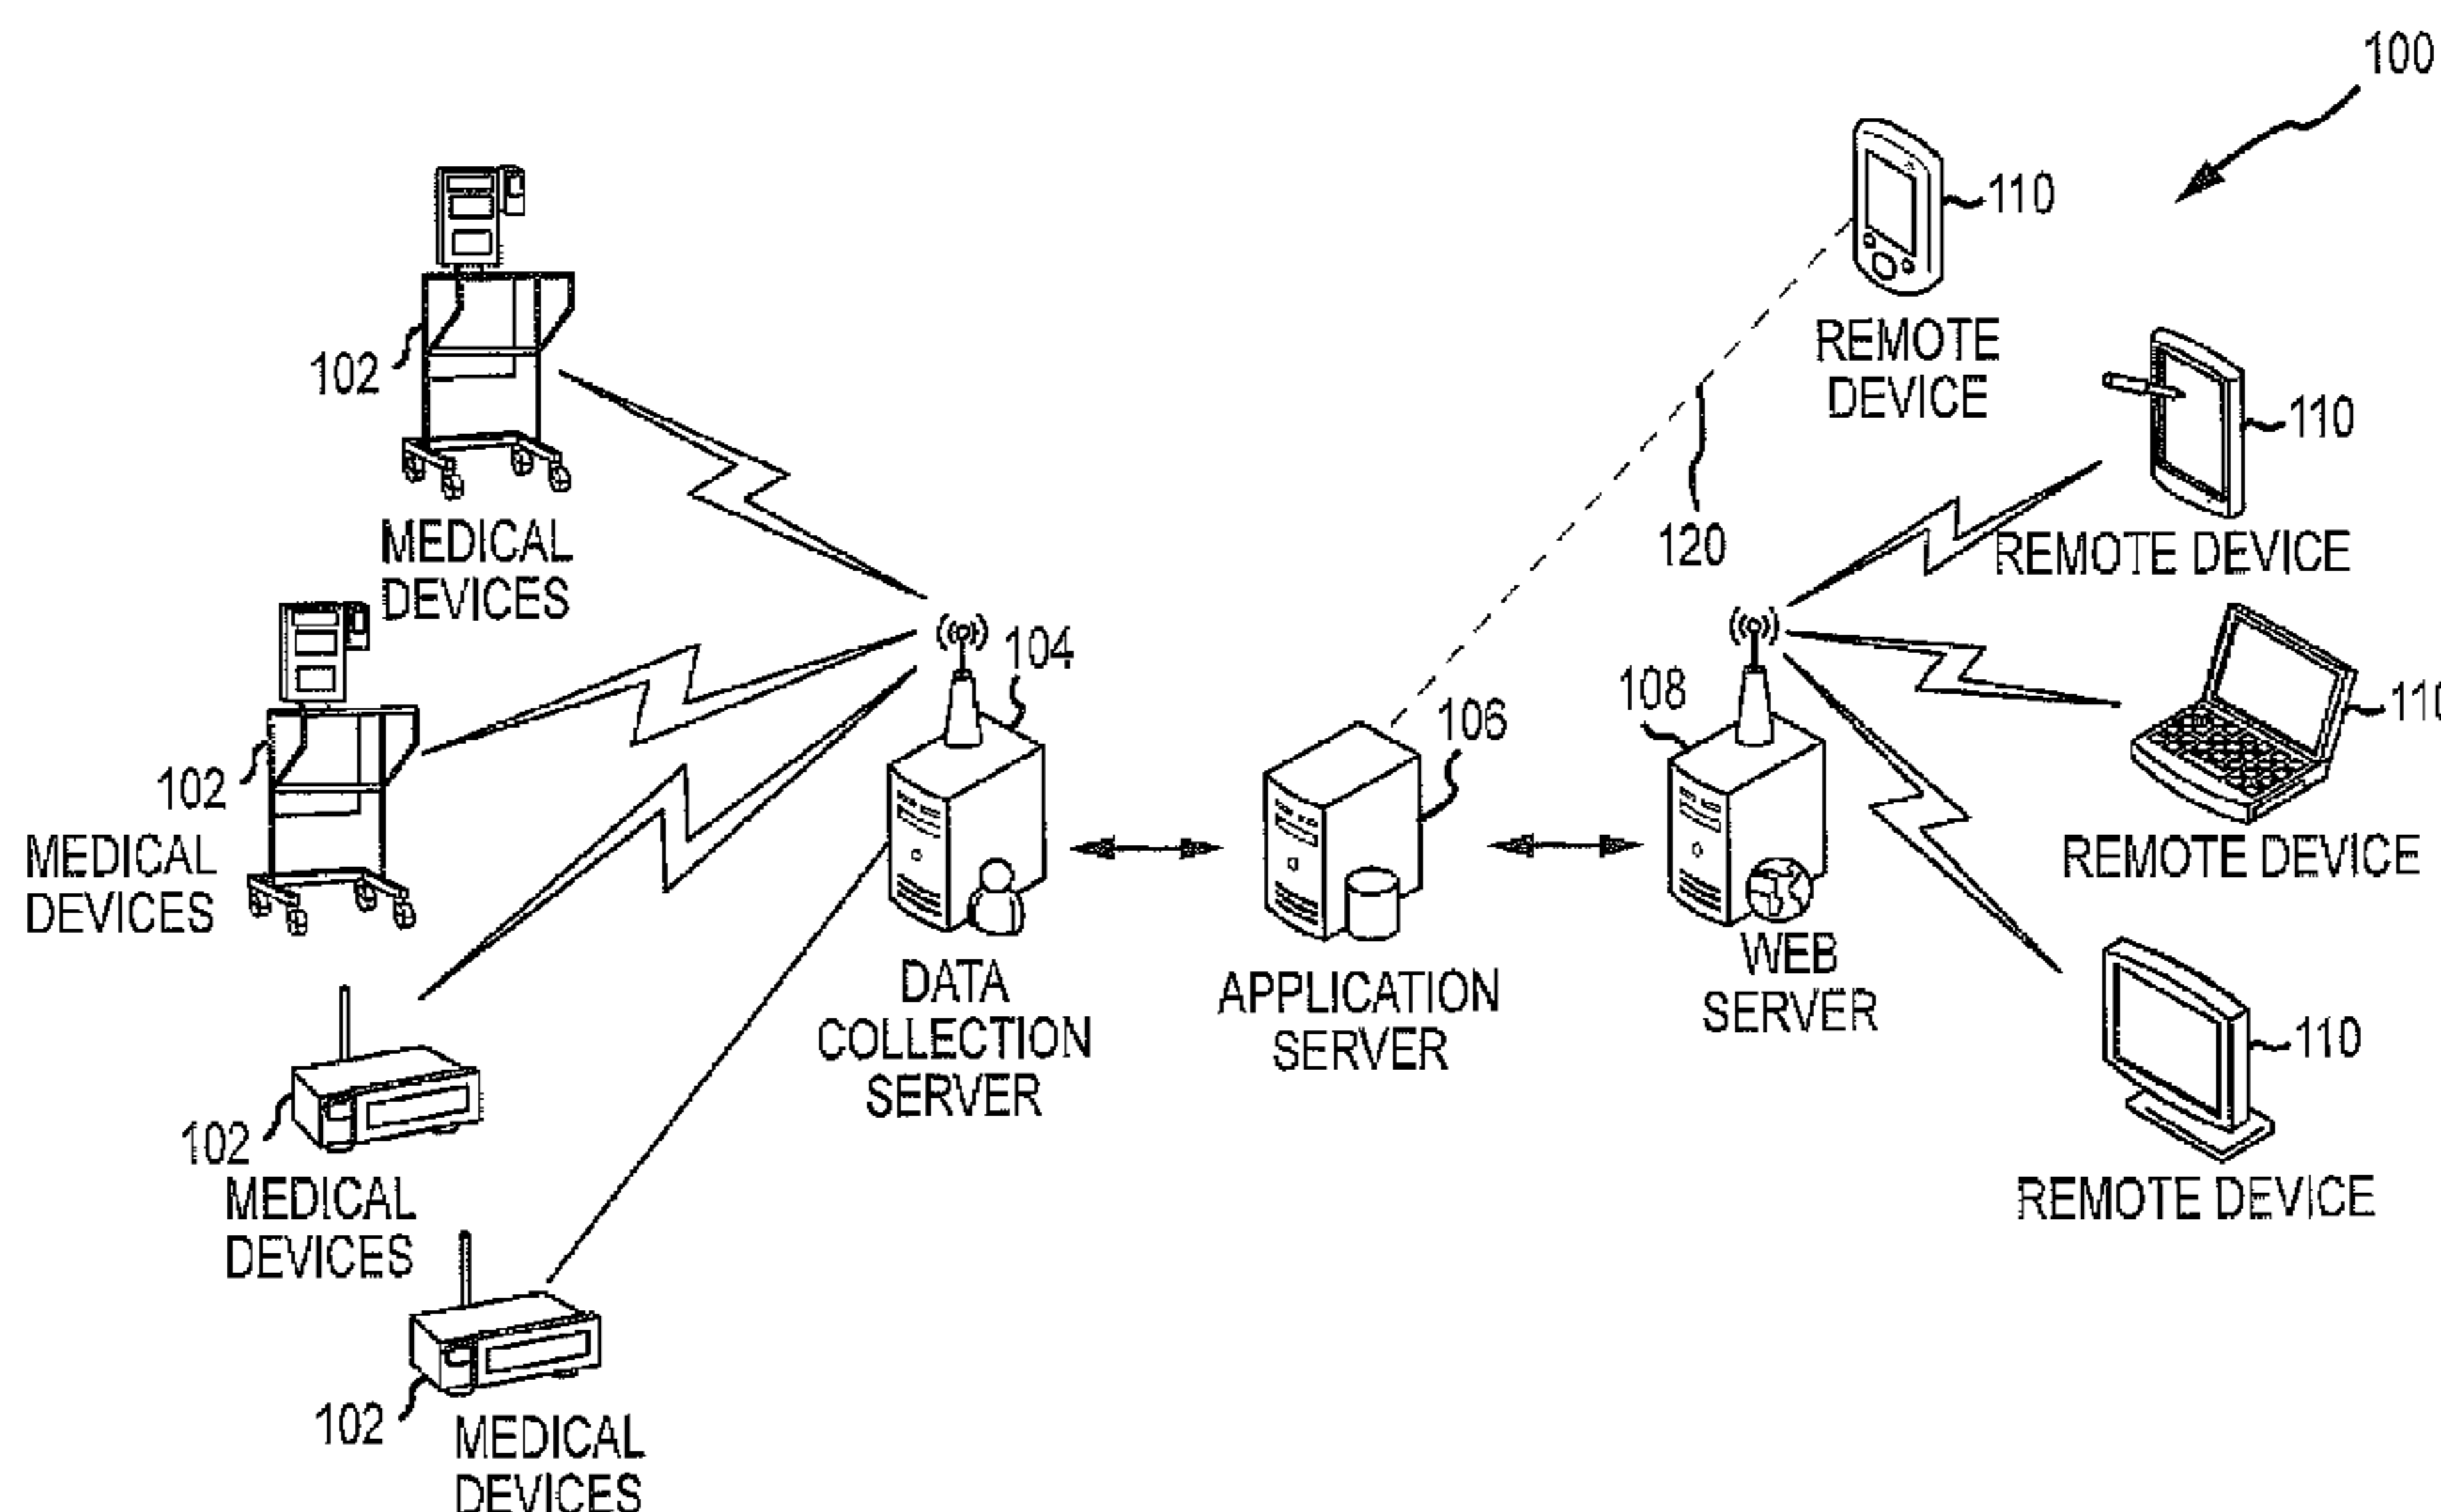 100
110
REMOTE
DEVICE
102
110
MEDICAL
DEVICES
120
REMOTE DEVICE
104
108
106
110
102
MEDICAL
DEVICES
REMOTE DEVICE
DATA
COLLECTION
SERVER
APPLICATION
SERVER
WEB
SERVER
110
102
MEDICAL
DEVICES
REMOTE DEVICE
102
MEDICAL
DEVICES